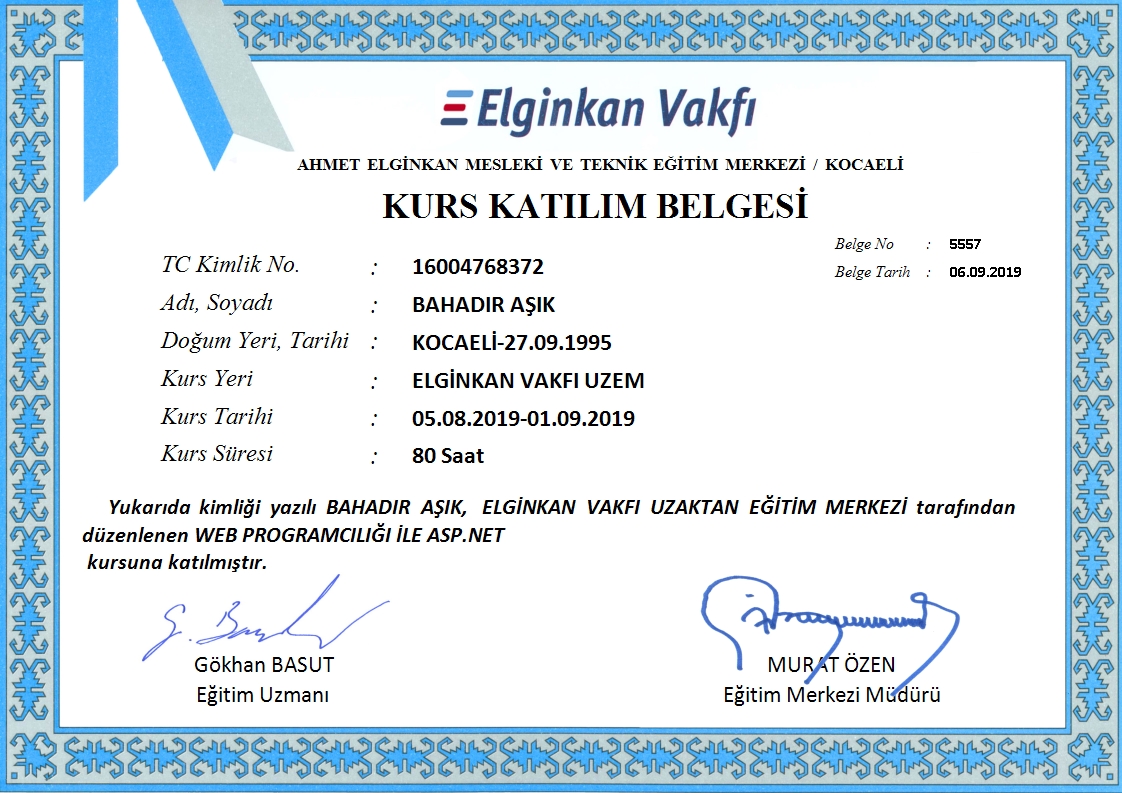 Elginkan Vakfı
AHMET ELGİNKAN MESLEKİ VE TEKNİK EĞİTİM MERKEZİ / KOCAELİ
KURS KATILIM BELGESİ
Belge No : 5557
Belge Tarih : 06.09.2019
TC Kimlik No. : 16004768372
Adı, Soyadı : BAHADIR AŞIK
Doğum Yeri, Tarihi : KOCAELİ-27.09.1995
Kurs Yeri : ELGİNKAN VAKFI UZEM
Kurs Tarihi : 05.08.2019-01.09.2019
Kurs Süresi : 80 Saat
Yukarıda kimliği yazılı BAHADIR AŞIK, ELGİNKAN VAKFI UZAKTAN EĞİTİM MERKEZİ tarafından
düzenlenen WEB PROGRAMCILIĞI İLE ASP.NET
kursuna katılmıştır.
Gökhan BASUT
Eğitim Uzmanı
MURAT ÖZEN
Eğitim Merkezi Müdürü